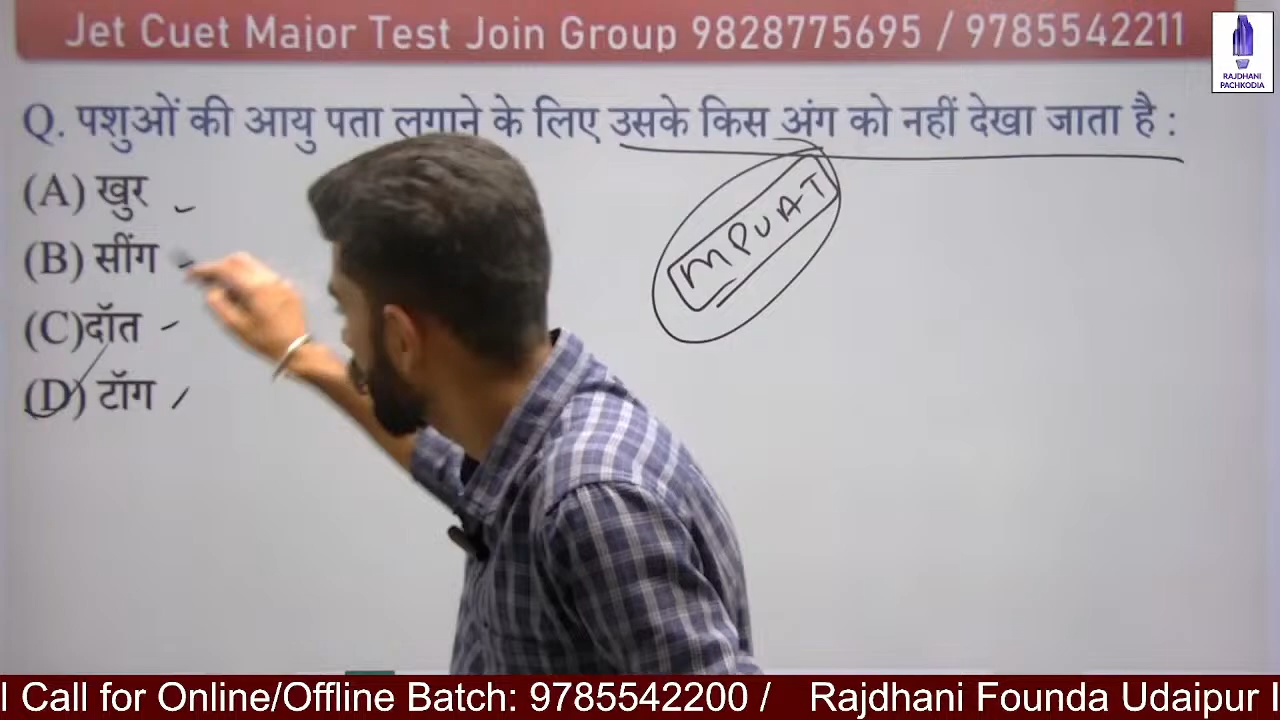 Jet Cuet Major Test Join Group 9828775695 / 9785542211
RAJDHANI
PACHKODIA
Q. पशुओं की आयु पता लगाने के लिए उसके किस अंग को नहीं देखा जाता है :
(A) खुर
(B) सींग
(C)दॉत
(D) टॉग
MPUAT
l Call for Online/Offline Batch: 9785542200 / Rajdhani Founda Udaipur I